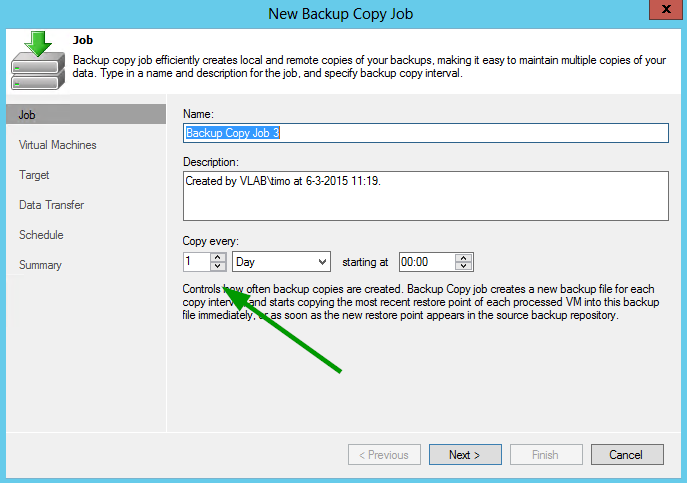 New Backup Copy Job
x
Job
Backup copy job efficiently creates local and remote copies of your backups, making it easy to maintain multiple copies of your
data. Type in a name and description for the job, and specify backup copy interval.
Job
Virtual Machines
Target
Data Transfer
Schedule
Summary
Name:
Backup Copy Job 3
Description:
Created by VLAB\timo at 6-3-2015 11:19.
Copy every:
1 Day starting at 00:00
Controls how often backup copies are created. Backup Copy job creates a new backup file for each
copy interval and starts copying the most recent restore point of each processed VM into this backup
file immediately, or as soon as the new restore point appears in the source backup repository.
< Previous Next > Finish Cancel